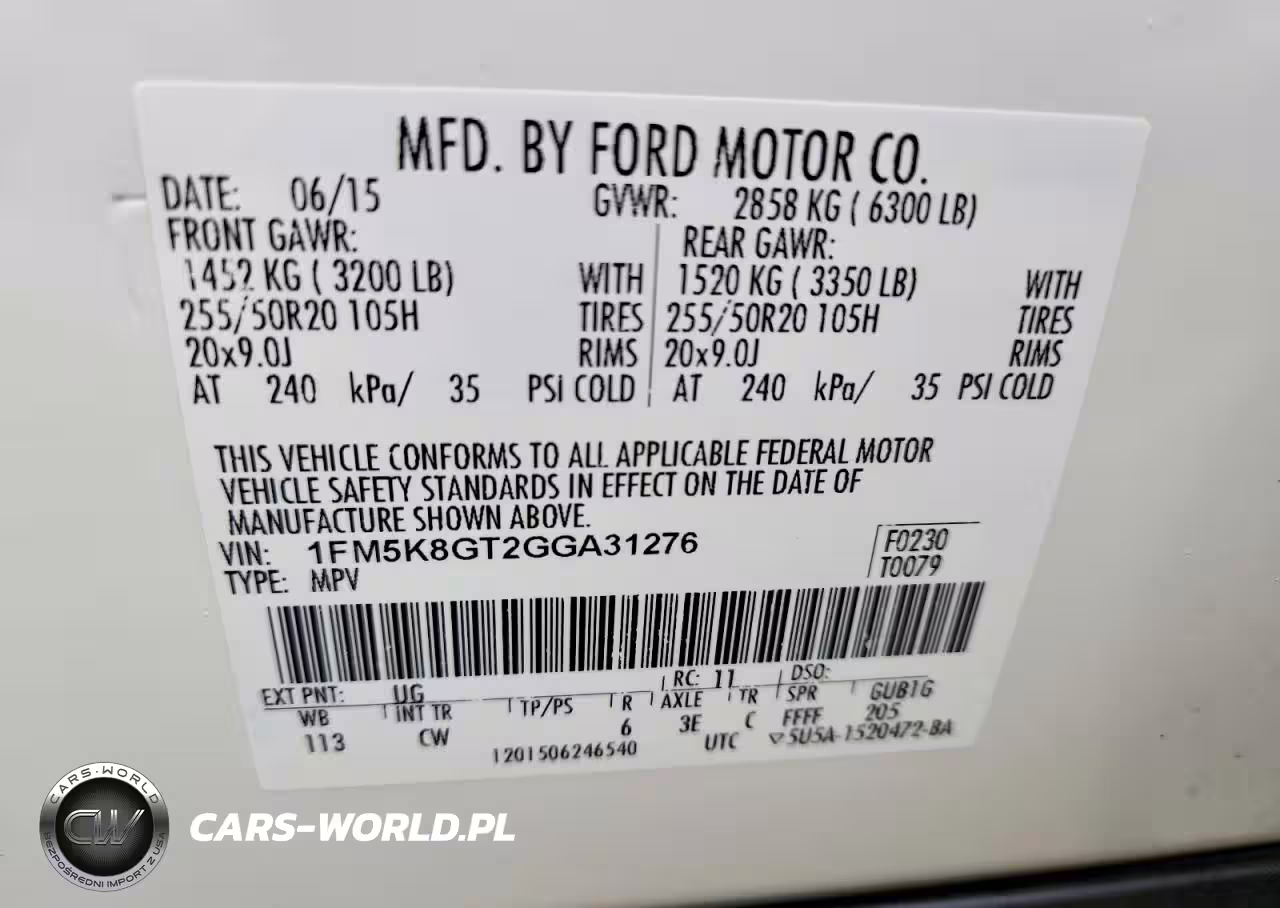 MFD. BY FORD MOTOR CO.
DATE: 06/15 GVWR: 2858 KG ( 6300 LB)
FRONT GAWR: REAR GAWR:
1452 KG ( 3200 LB) WITH 1520 KG ( 3350 LB) WITH
255/50R20 105H TIRES 255/50R20 105H TIRES
20x9.0J RIMS 20x9.0J RIMS
AT 240 kPa/ 35 PSI COLD AT 240 kPa/ 35 PSI COLD
THIS VEHICLE CONFORMS TO ALL APPLICABLE FEDERAL MOTOR
VEHICLE SAFETY STANDARDS IN EFFECT ON THE DATE OF
MANUFACTURE SHOWN ABOVE.
VIN: 1FM5K8GT2GGA31276 F0230
TYPE: MPV T0079
EXT PNT: UG RC: 11 DSO:
WB INT TR TP/PS R AXLE TR SPR GUB1G
113 CW 6 3E C FFFF 205
1201506246540 UTC ▽5U5A-1520472-BA
CARS-WORLD
CW
BEZPOŚREDNI IMPORT Z USA
CARS-WORLD.PL